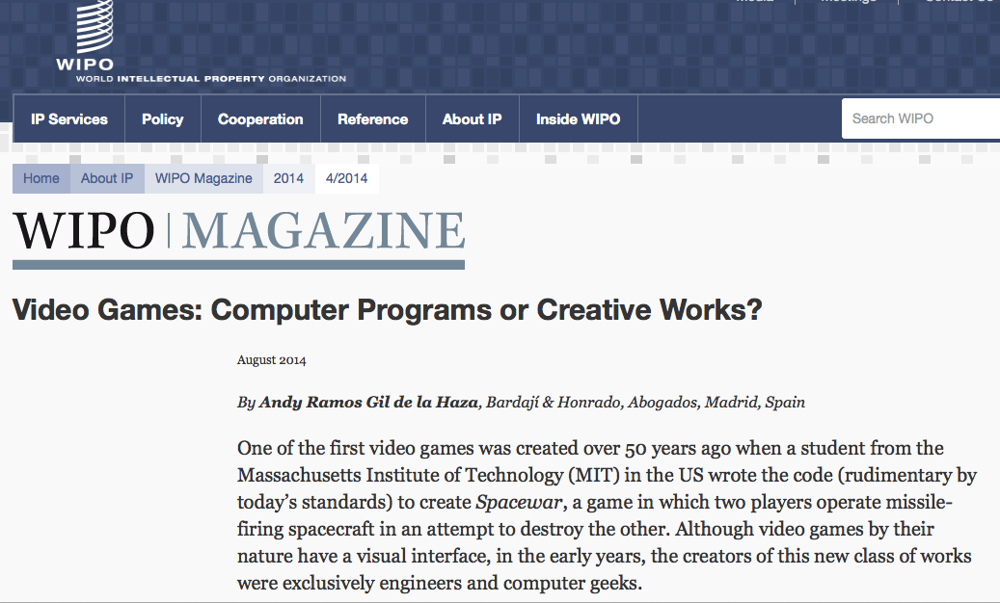 Media | Meetings | Contact Us
WIPO
WORLD INTELLECTUAL PROPERTY ORGANIZATION
IP Services
Policy
Cooperation
Reference
About IP
Inside WIPO
Search WIPO
Home
About IP
WIPO Magazine
2014
4/2014
WIPO | MAGAZINE
Video Games: Computer Programs or Creative Works?
August 2014
By Andy Ramos Gil de la Haza, Bardají & Honrado, Abogados, Madrid, Spain
One of the first video games was created over 50 years ago when a student from the
Massachusetts Institute of Technology (MIT) in the US wrote the code (rudimentary by
today's standards) to create Spacewar, a game in which two players operate missile-
firing spacecraft in an attempt to destroy the other. Although video games by their
nature have a visual interface, in the early years, the creators of this new class of works
were exclusively engineers and computer geeks.